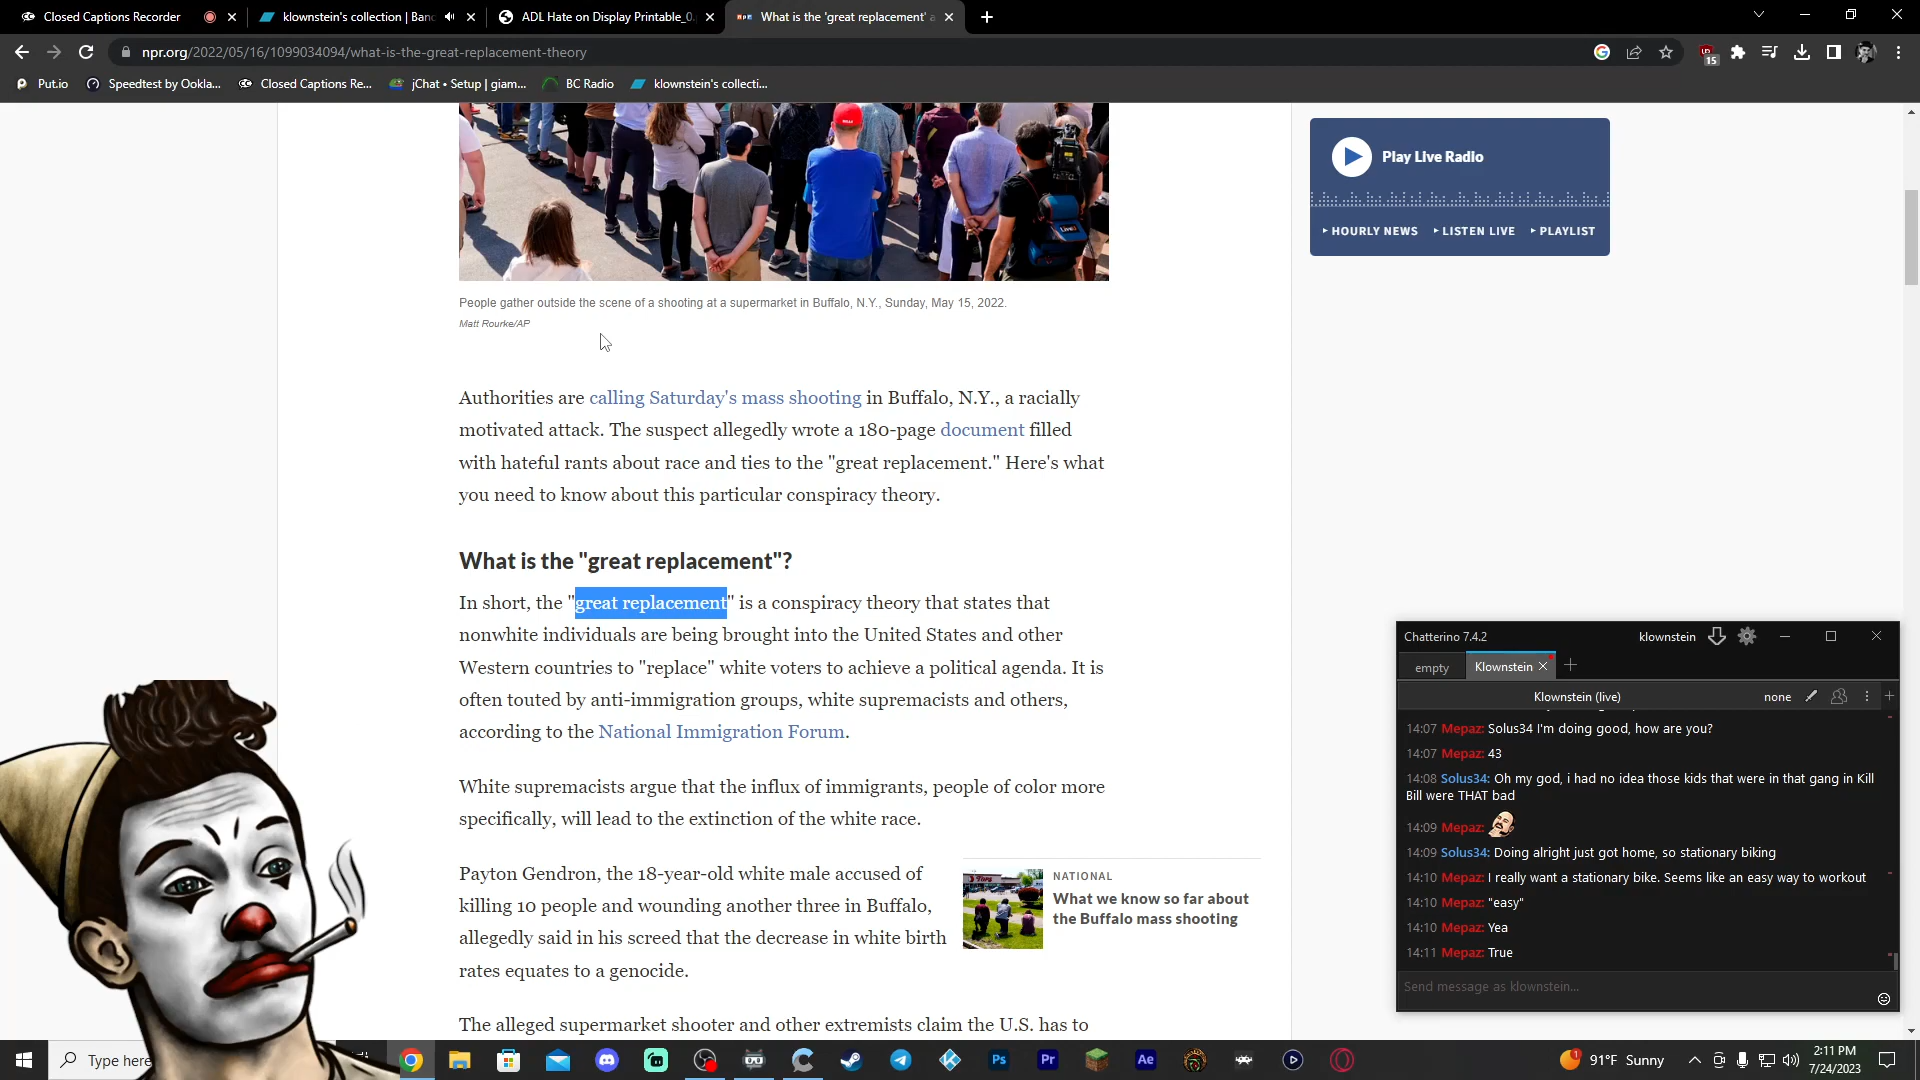 Closed Captions Recorder
klownstein's collection | Banc
ADL Hate on Display Printable_0.
What is the 'great replacement' a
npr.org/2022/05/16/1099034094/what-is-the-great-replacement-theory
15
Put.io
Speedtest by Ookla...
Closed Captions Re...
jChat • Setup | giam...
BC Radio
klownstein's collecti...
Play Live Radio
HOURLY NEWS
LISTEN LIVE
PLAYLIST
People gather outside the scene of a shooting at a supermarket in Buffalo, N.Y., Sunday, May 15, 2022.
Matt Rourke/AP
Authorities are calling Saturday's mass shooting in Buffalo, N.Y., a racially
motivated attack. The suspect allegedly wrote a 180-page document filled
with hateful rants about race and ties to the "great replacement." Here's what
you need to know about this particular conspiracy theory.
What is the "great replacement"?
In short, the "great replacement" is a conspiracy theory that states that
nonwhite individuals are being brought into the United States and other
Western countries to "replace" white voters to achieve a political agenda. It is
often touted by anti-immigration groups, white supremacists and others,
according to the National Immigration Forum.
White supremacists argue that the influx of immigrants, people of color more
specifically, will lead to the extinction of the white race.
Payton Gendron, the 18-year-old white male accused of
killing 10 people and wounding another three in Buffalo,
allegedly said in his screed that the decrease in white birth
rates equates to a genocide.
NATIONAL
What we know so far about
the Buffalo mass shooting
The alleged supermarket shooter and other extremists claim the U.S. has to
Chatterino 7.4.2
klownstein
empty
Klownstein
Klownstein (live)
none
14:07 Mepaz: Solus34 I'm doing good, how are you?
14:07 Mepaz: 43
14:08 Solus34: Oh my god, i had no idea those kids that were in that gang in Kill
Bill were THAT bad
14:09 Mepaz:
14:09 Solus34: Doing alright just got home, so stationary biking
14:10 Mepaz: I really want a stationary bike. Seems like an easy way to workout
14:10 Mepaz: "easy"
14:10 Mepaz: Yea
14:11 Mepaz: True
Send message as klownstein...
Type here
Ps
Pr
Ae
1
91°F Sunny
2:11 PM
7/24/2023